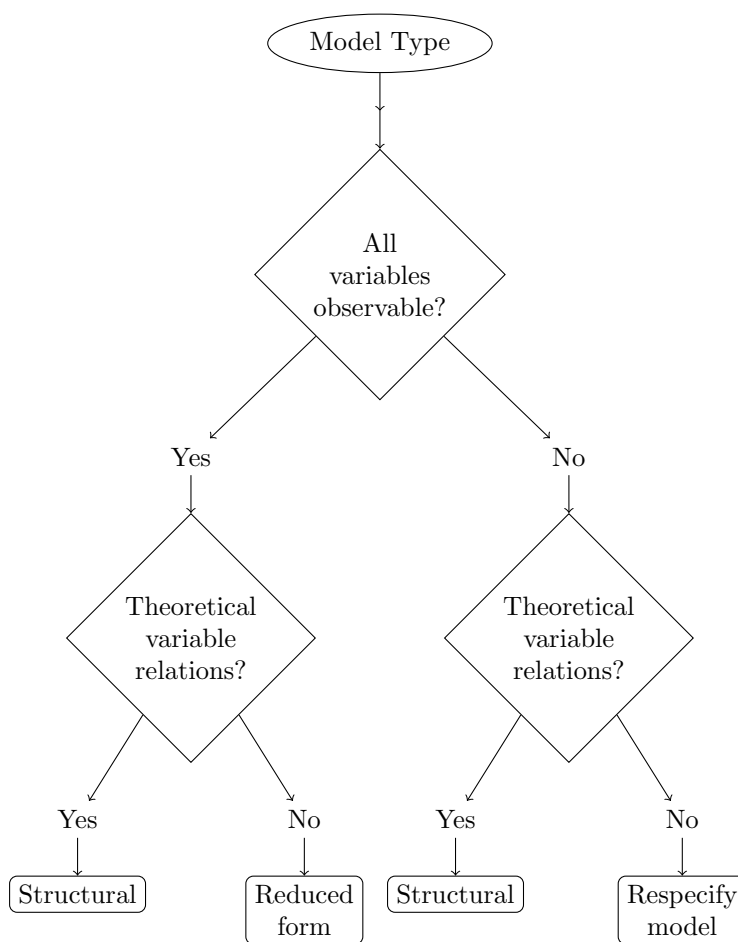 Model Type
All
variables
observable?
Yes
No
Theoretical
variable
relations?
Theoretical
variable
relations?
Yes
No
Yes
No
Structural
Reduced
form
Structural
Respecify
model